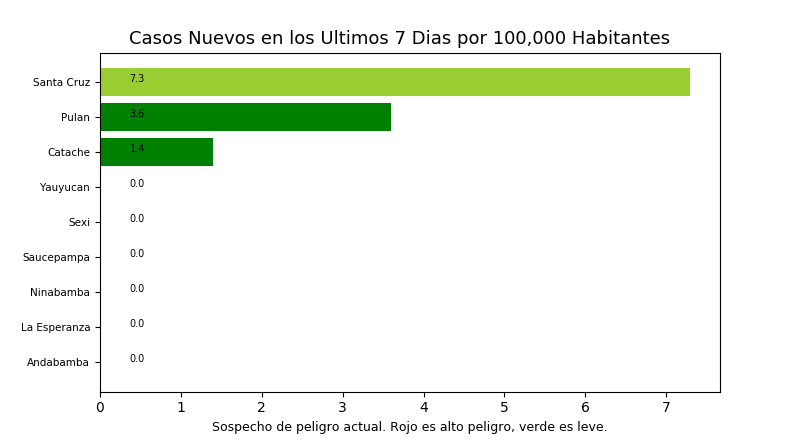 Casos Nuevos en los Ultimos 7 Dias por 100,000 Habitantes
Santa Cruz 7.3
Pulan 3.6
Catache 1.4
Yauyucan 0.0
Sexi 0.0
Saucepampa 0.0
Ninabamba 0.0
La Esperanza 0.0
Andabamba 0.0
0 1 2 3 4 5 6 7
Sospecho de peligro actual. Rojo es alto peligro, verde es leve.